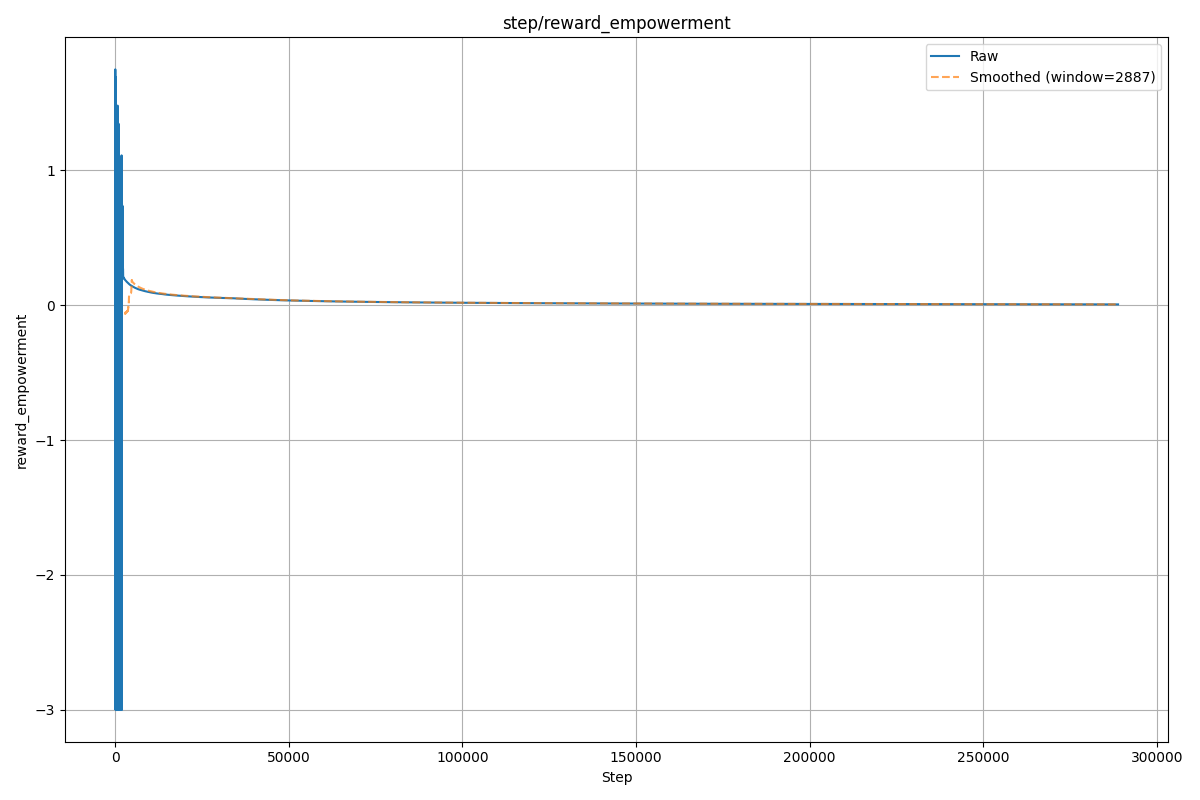 step/reward_empowerment
Raw
Smoothed (window=2887)
reward_empowerment
1
0
−1
−2
−3
0
50000
100000
150000
200000
250000
300000
Step